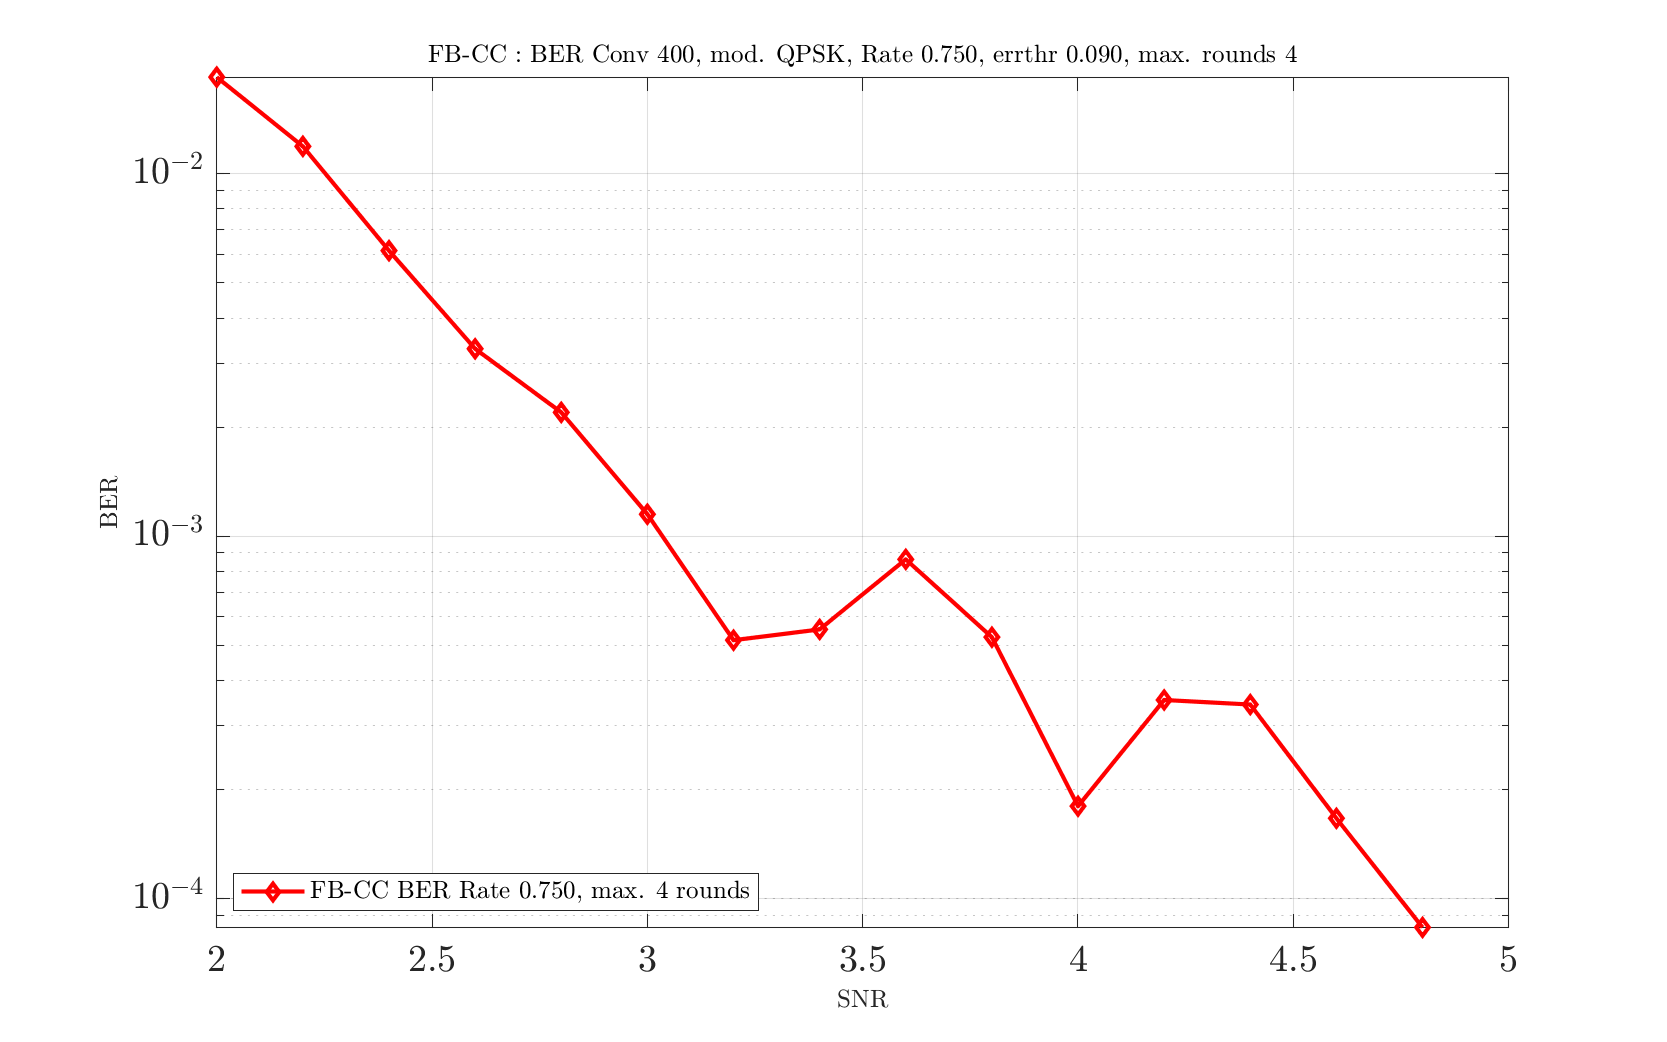 FB-CC : BER Conv 400, mod. QPSK, Rate 0.750, errthr 0.090, max. rounds 4
10^{-2}
10^{-3}
10^{-4}
BER
FB-CC BER Rate 0.750, max. 4 rounds
2 2.5 3 3.5 4 4.5 5
SNR